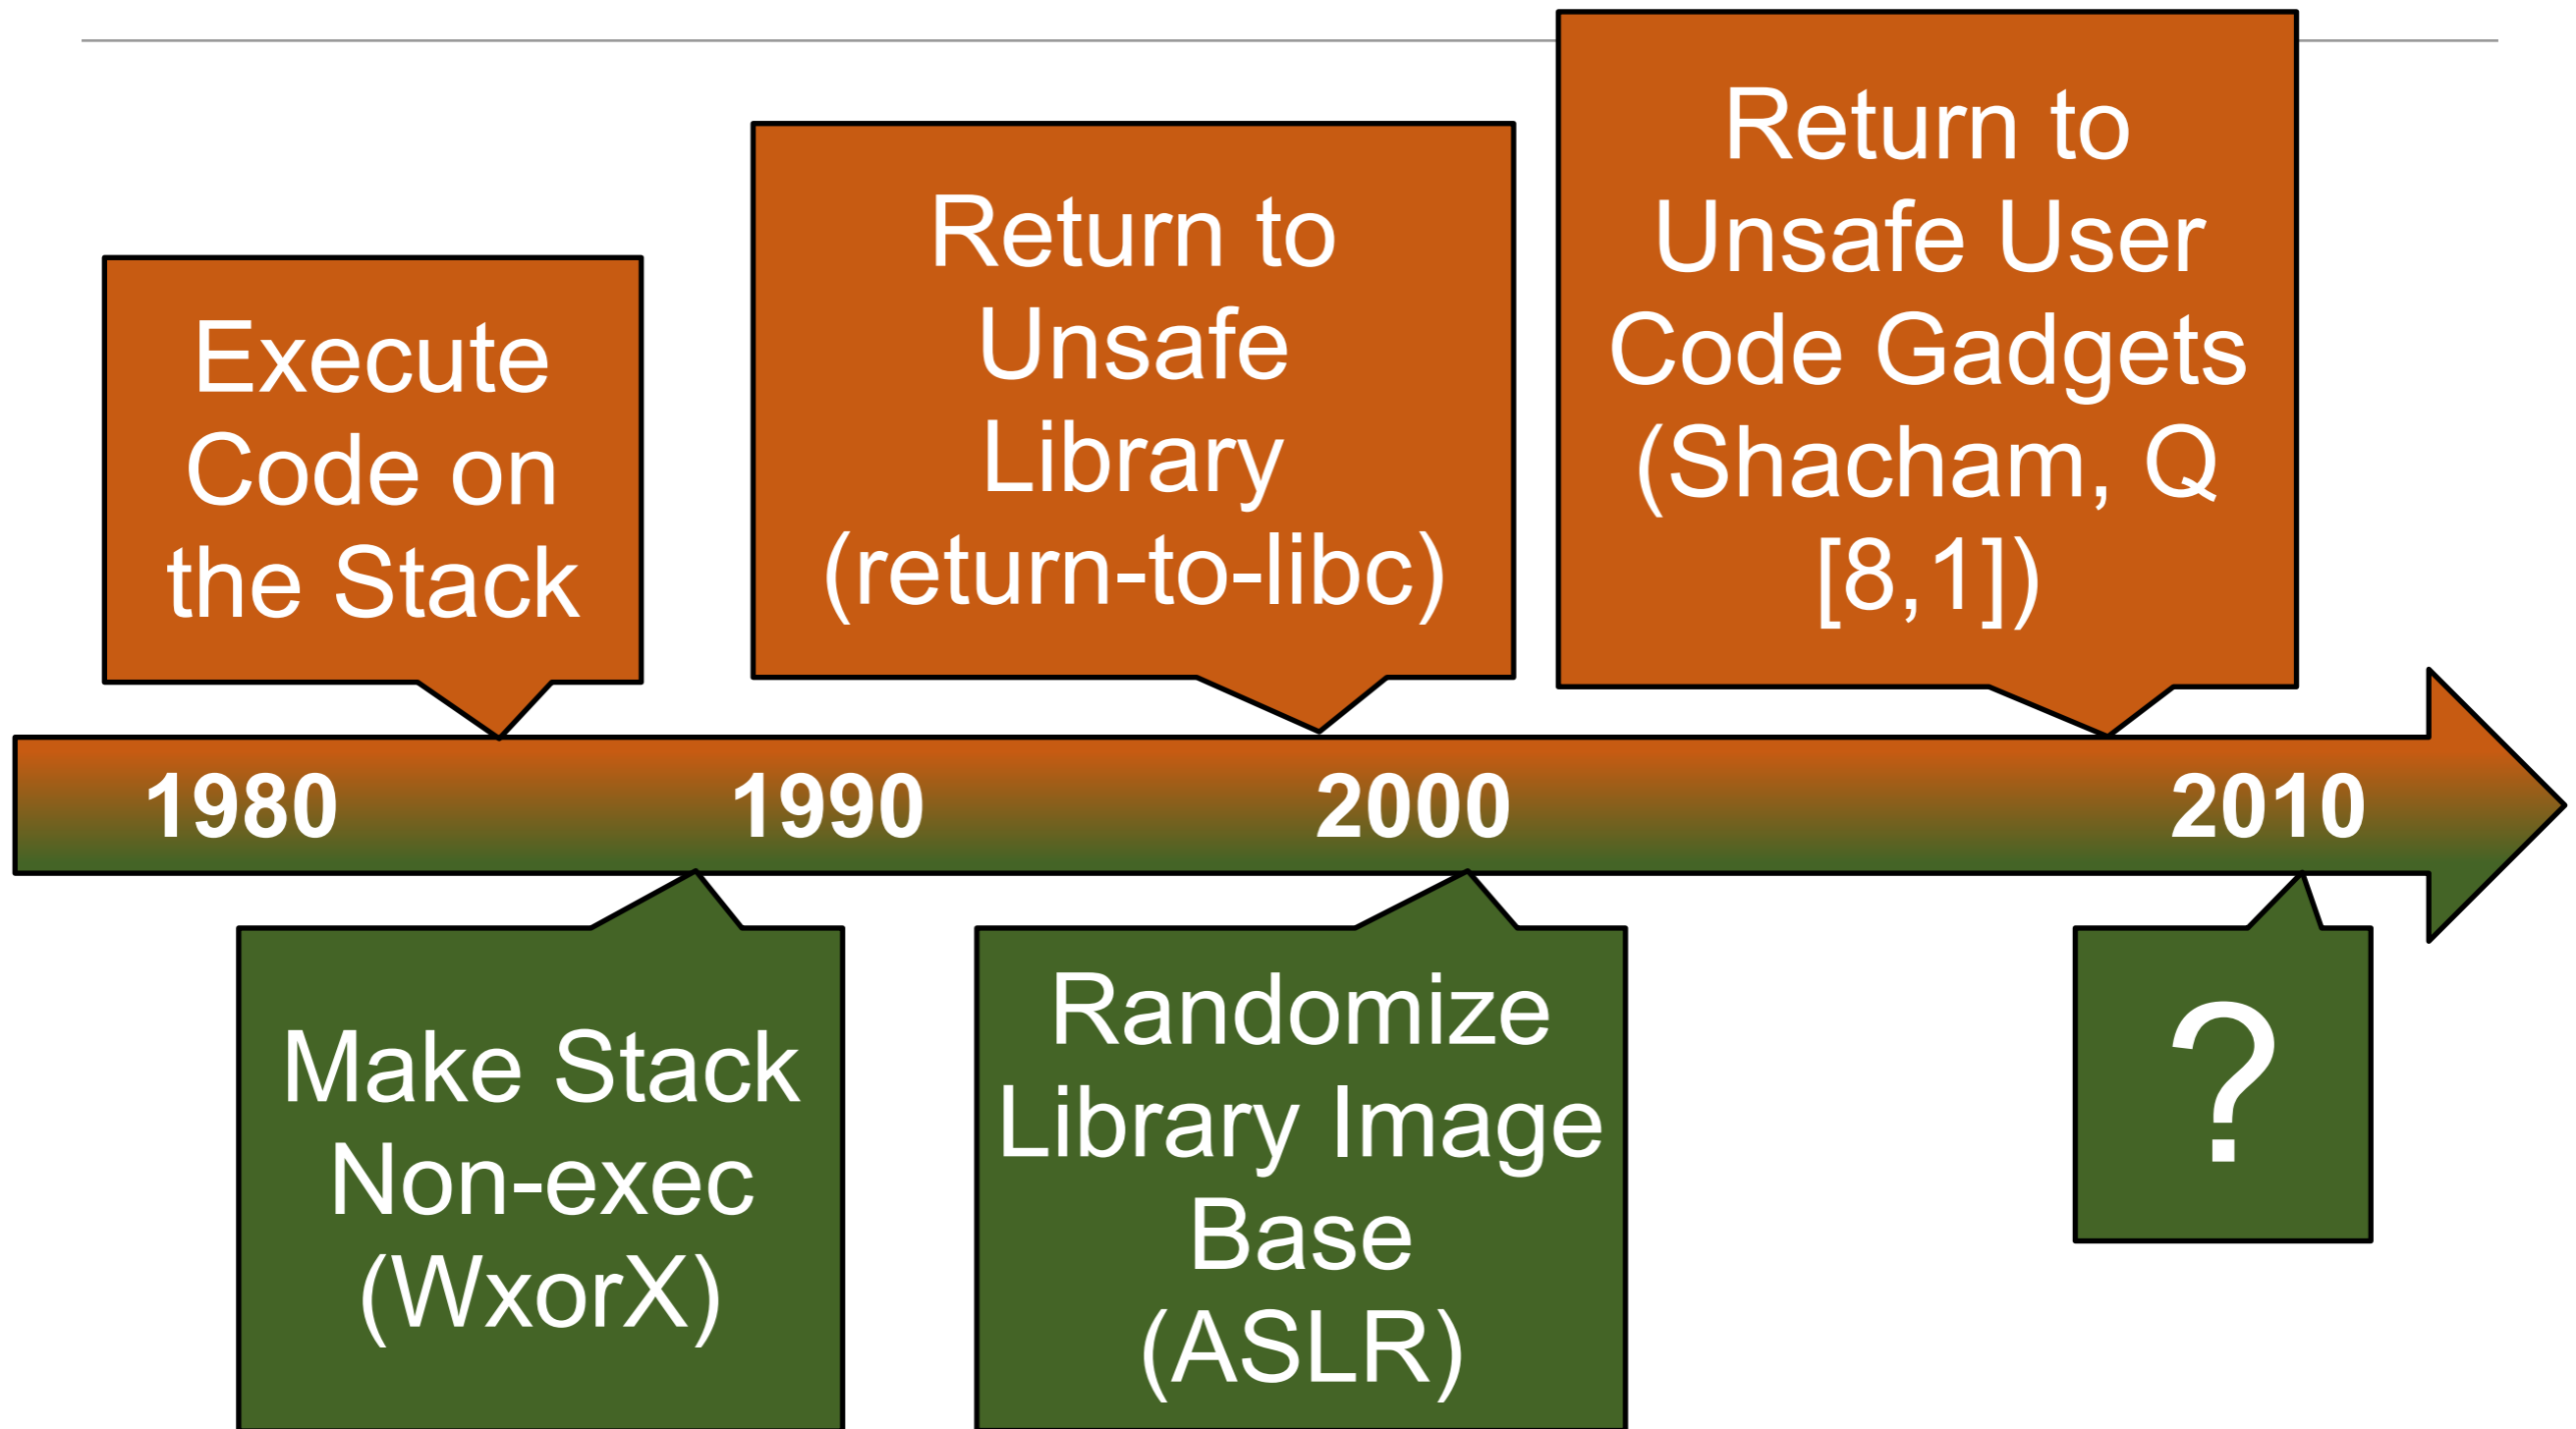 Execute
Code on
the Stack
Return to
Unsafe
Library
(return-to-libc)
Return to
Unsafe User
Code Gadgets
(Shacham, Q
[8,1])
1980 1990 2000 2010
Make Stack
Non-exec
(WxorX)
Randomize
Library Image
Base
(ASLR)
?